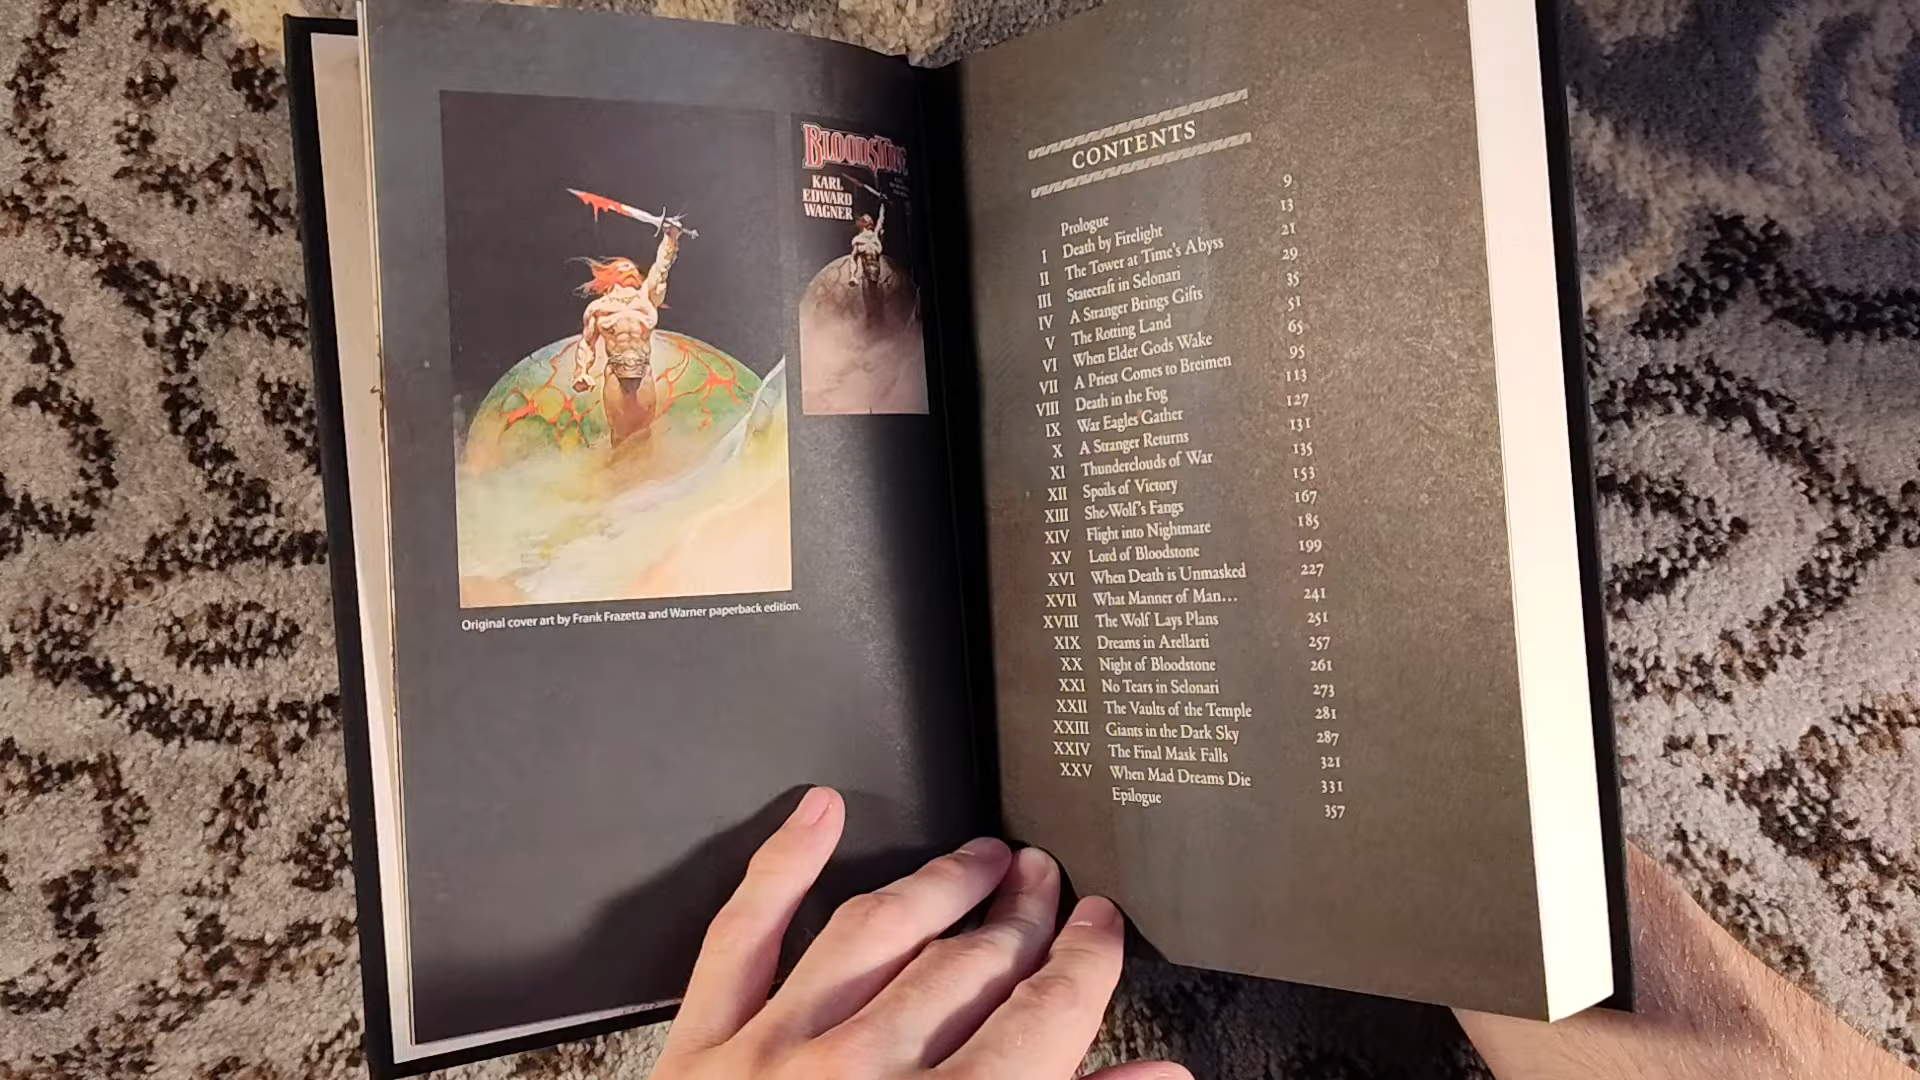 BLOODSTONE
KARL
EDWARD
WAGNER
Original cover art by Frank Frazetta and Warner paperback edition.
CONTENTS
Prologue 9
I Death by Firelight 13
II The Tower at Time's Abyss 21
III Statecraft in Selonari 29
IV A Stranger Brings Gifts 35
V The Rotting Land 51
VI When Elder Gods Wake 65
VII A Priest Comes to Breimen 95
VIII Death in the Fog 113
IX War Eagles Gather 127
X A Stranger Returns 131
XI Thunderclouds of War 135
XII Spoils of Victory 153
XIII She-Wolf's Fangs 167
XIV Flight into Nightmare 185
XV Lord of Bloodstone 199
XVI When Death is Unmasked 227
XVII What Manner of Man... 241
XVIII The Wolf Lays Plans 251
XIX Dreams in Arellarti 257
XX Night of Bloodstone 261
XXI No Tears in Selonari 273
XXII The Vaults of the Temple 281
XXIII Giants in the Dark Sky 287
XXIV The Final Mask Falls 321
XXV When Mad Dreams Die 331
Epilogue 357